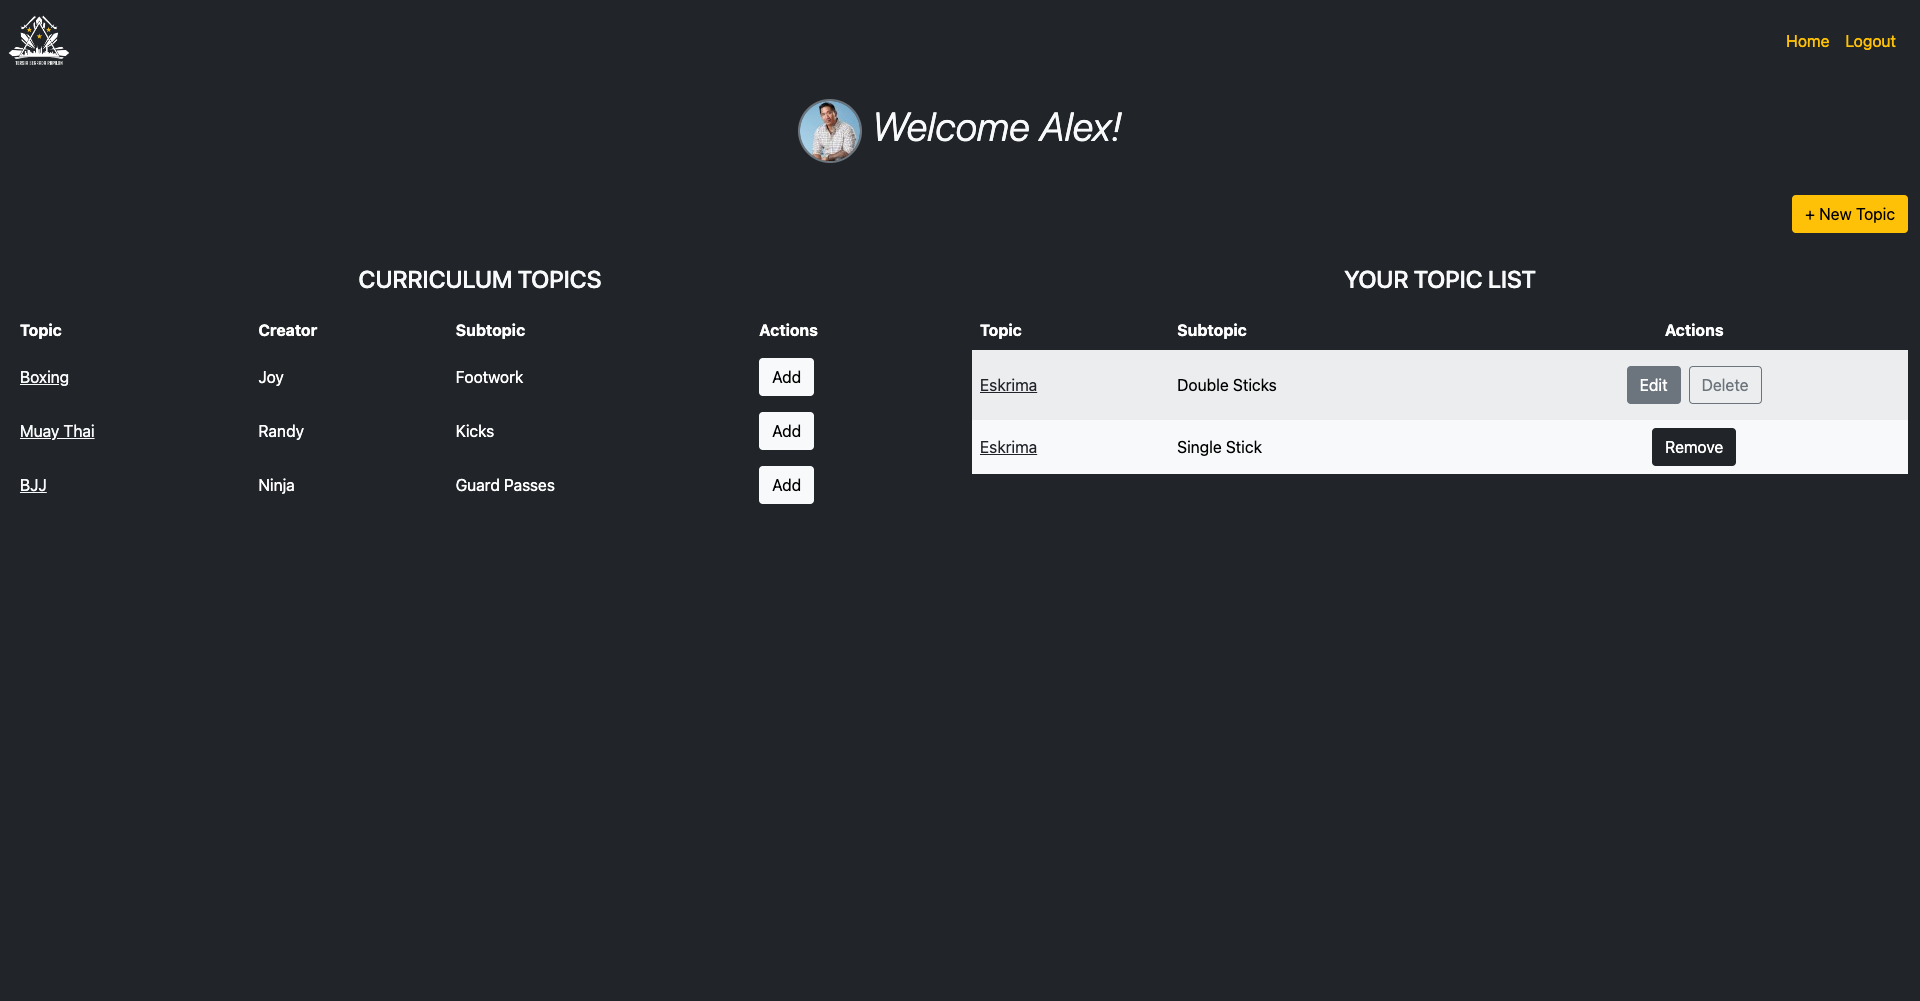 Home Logout
Welcome Alex!
+ New Topic
CURRICULUM TOPICS
Topic Creator Subtopic Actions
Boxing Joy Footwork Add
Muay Thai Randy Kicks Add
BJJ Ninja Guard Passes Add
YOUR TOPIC LIST
Topic Subtopic Actions
Eskrima Double Sticks Edit Delete
Eskrima Single Stick Remove